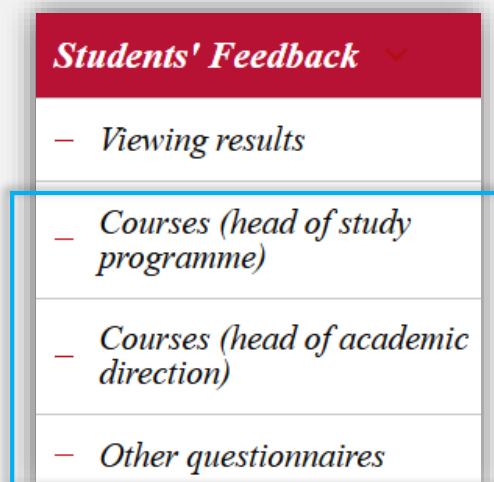 Students' Feedback
– Viewing results
– Courses (head of study
programme)
– Courses (head of academic
direction)
– Other questionnaires